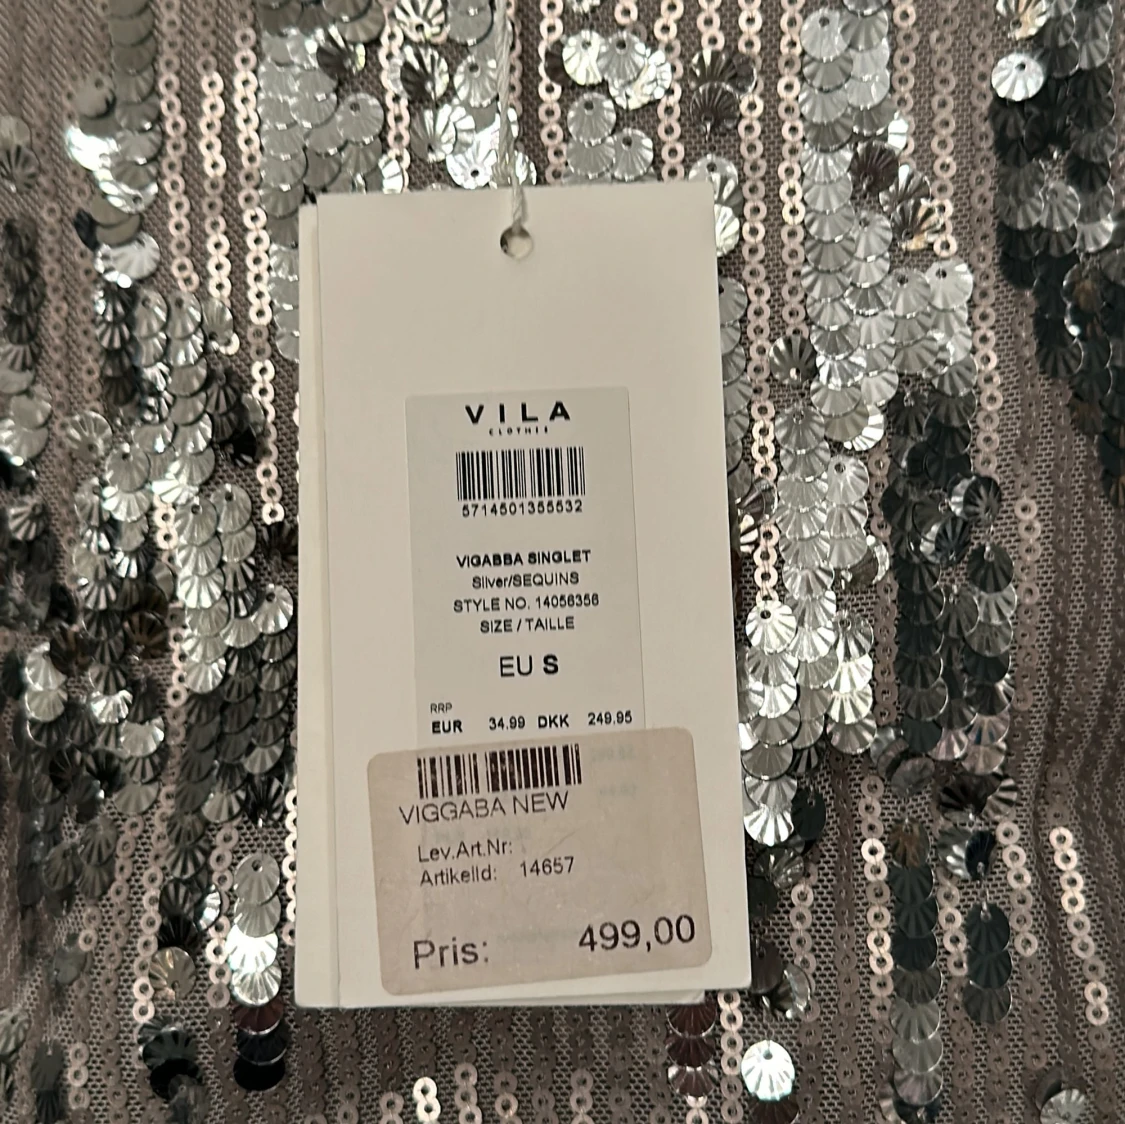 VILA
CLOTHES
5714501355532
VIGABBA SINGLET
Silver/SEQUINS
STYLE NO. 14056356
SIZE / TAILLE
EU S
RRP
EUR 34.99 DKK 249.95
VIGGABA NEW
Lev.Art.Nr:
ArtikelId: 14657
Pris: 499,00